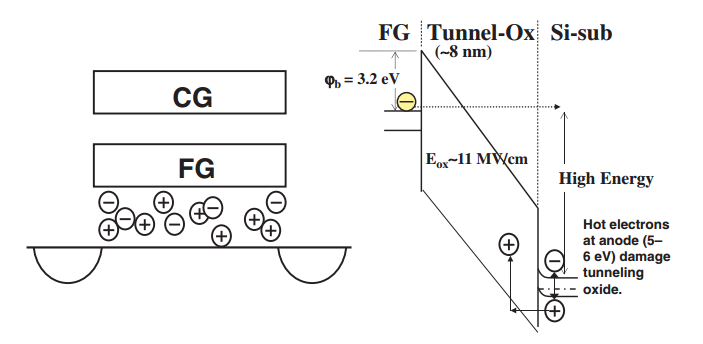 CG
FG
FG Tunnel-Ox Si-sub
(~8 nm)
φb = 3.2 eV
Eox~11 MV/cm
High Energy
Hot electrons
at anode (5–
6 eV) damage
tunneling
oxide.